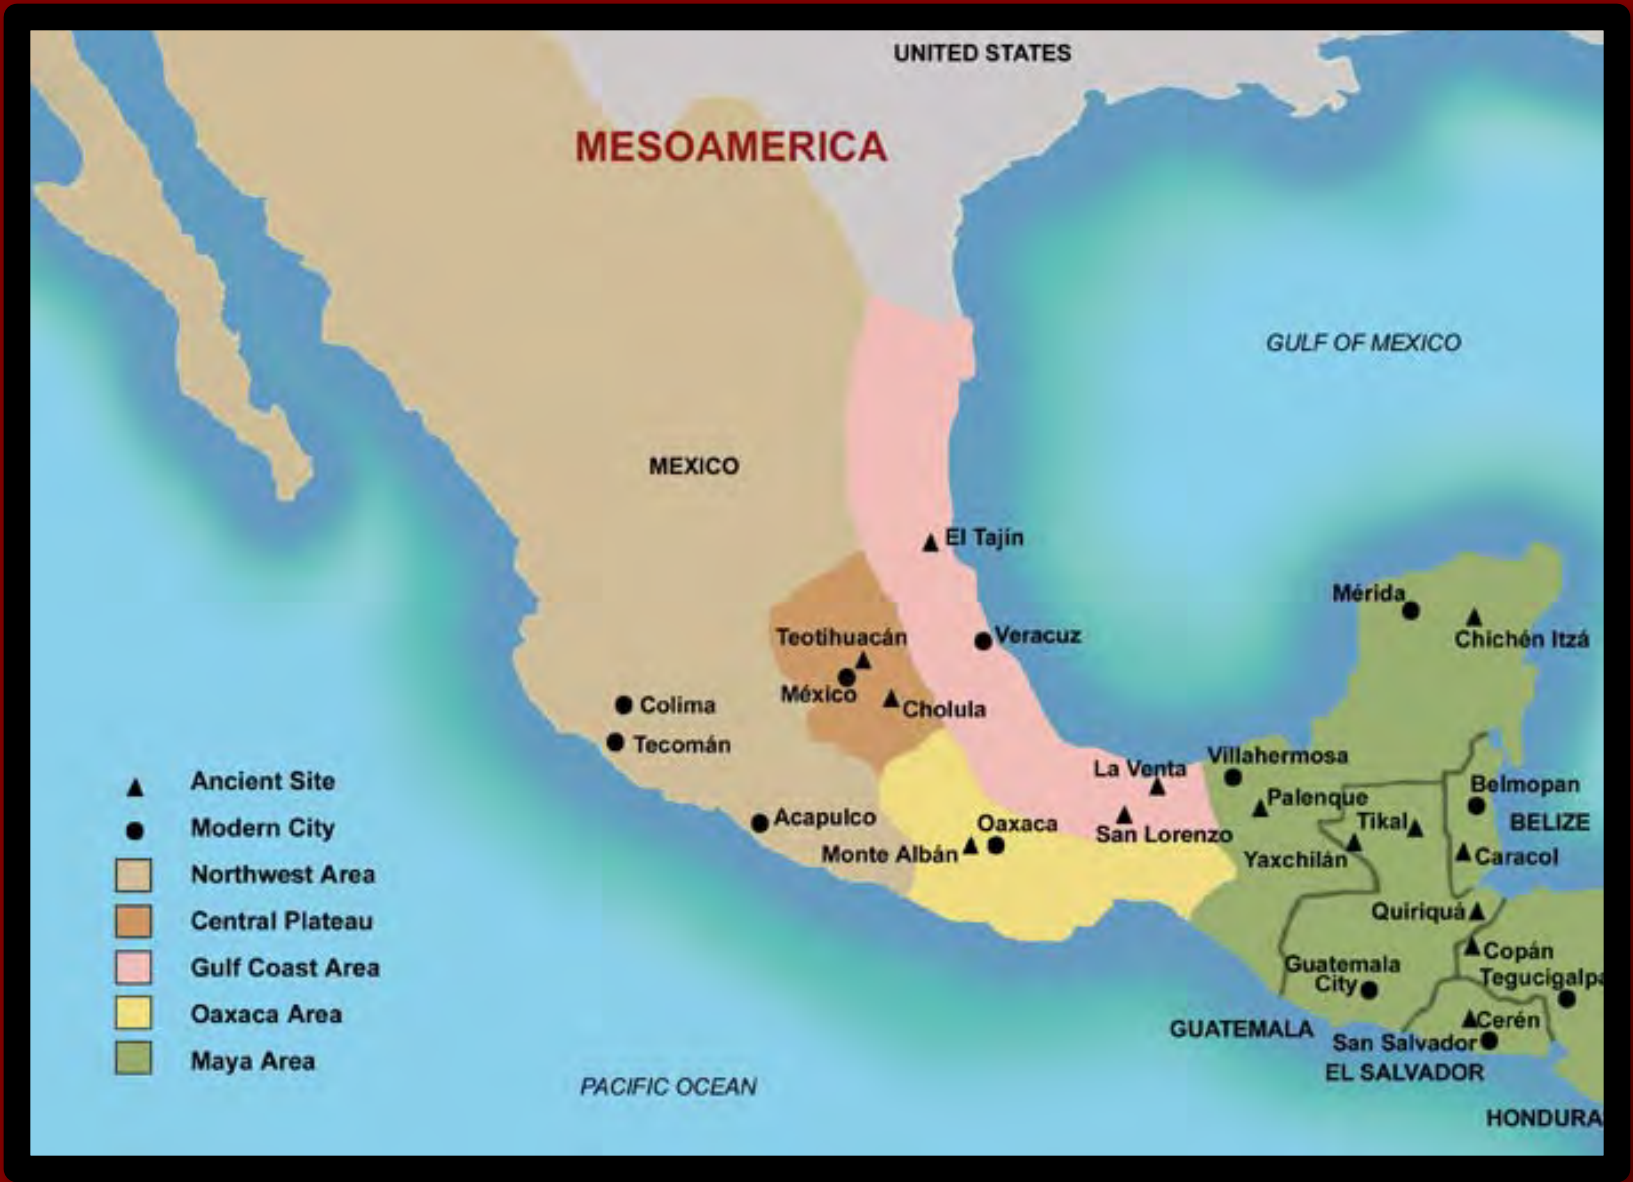 UNITED STATES
MESOAMERICA
GULF OF MEXICO
MEXICO
El Tajín
Mérida
Chichén Itzá
Teotihuacán
Veracuz
México
Cholula
Colima
Tecomán
La Venta
Villahermosa
Ancient Site
Belmopan
Palenque
Acapulco
Oaxaca
San Lorenzo
Tikal
BELIZE
Modern City
Monte Albán
Yaxchilán
Caracol
Northwest Area
Quiriquá
Central Plateau
Copán
Guatemala
City
Tegucigalpa
Gulf Coast Area
Oaxaca Area
Cerén
GUATEMALA
San Salvador
Maya Area
EL SALVADOR
PACIFIC OCEAN
HONDURA